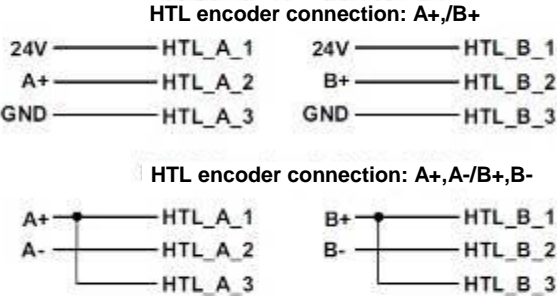 HTL encoder connection: A+,/B+
24V HTL_A_1 24V HTL_B_1
A+ HTL_A_2 B+ HTL_B_2
GND HTL_A_3 GND HTL_B_3
HTL encoder connection: A+,A-/B+,B-
A+ HTL_A_1 B+ HTL_B_1
A- HTL_A_2 B- HTL_B_2
HTL_A_3 HTL_B_3